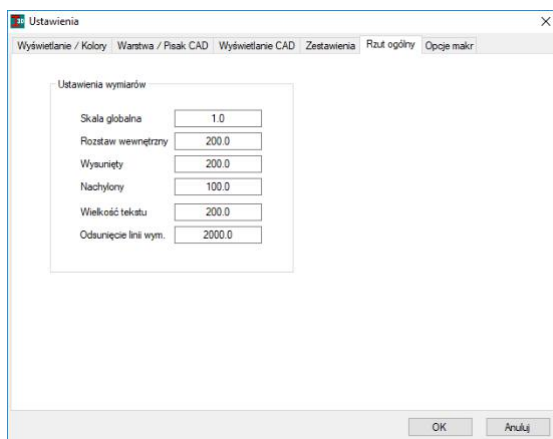 Ustawienia
Wyświetlanie / Kolory Warstwa / Pisak CAD Wyświetlanie CAD Zestawienia Rzut ogólny Opcje makr
Ustawienia wymiarów
Skala globalna 1.0
Rozstaw wewnętrzny 200.0
Wysunięty 200.0
Nachylony 100.0
Wielkość tekstu 200.0
Odsunięcie linii wym. 2000.0
OK Anuluj